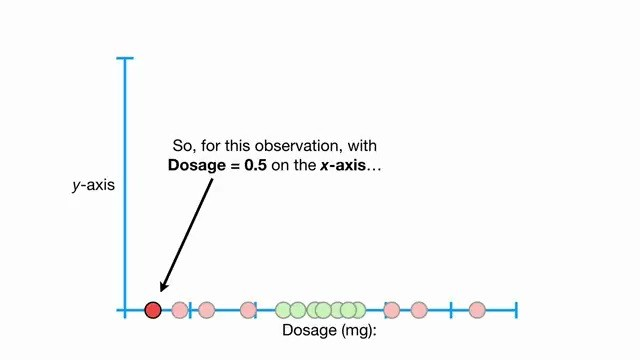 So, for this observation, with
Dosage = 0.5 on the x-axis…
y-axis
Dosage (mg):